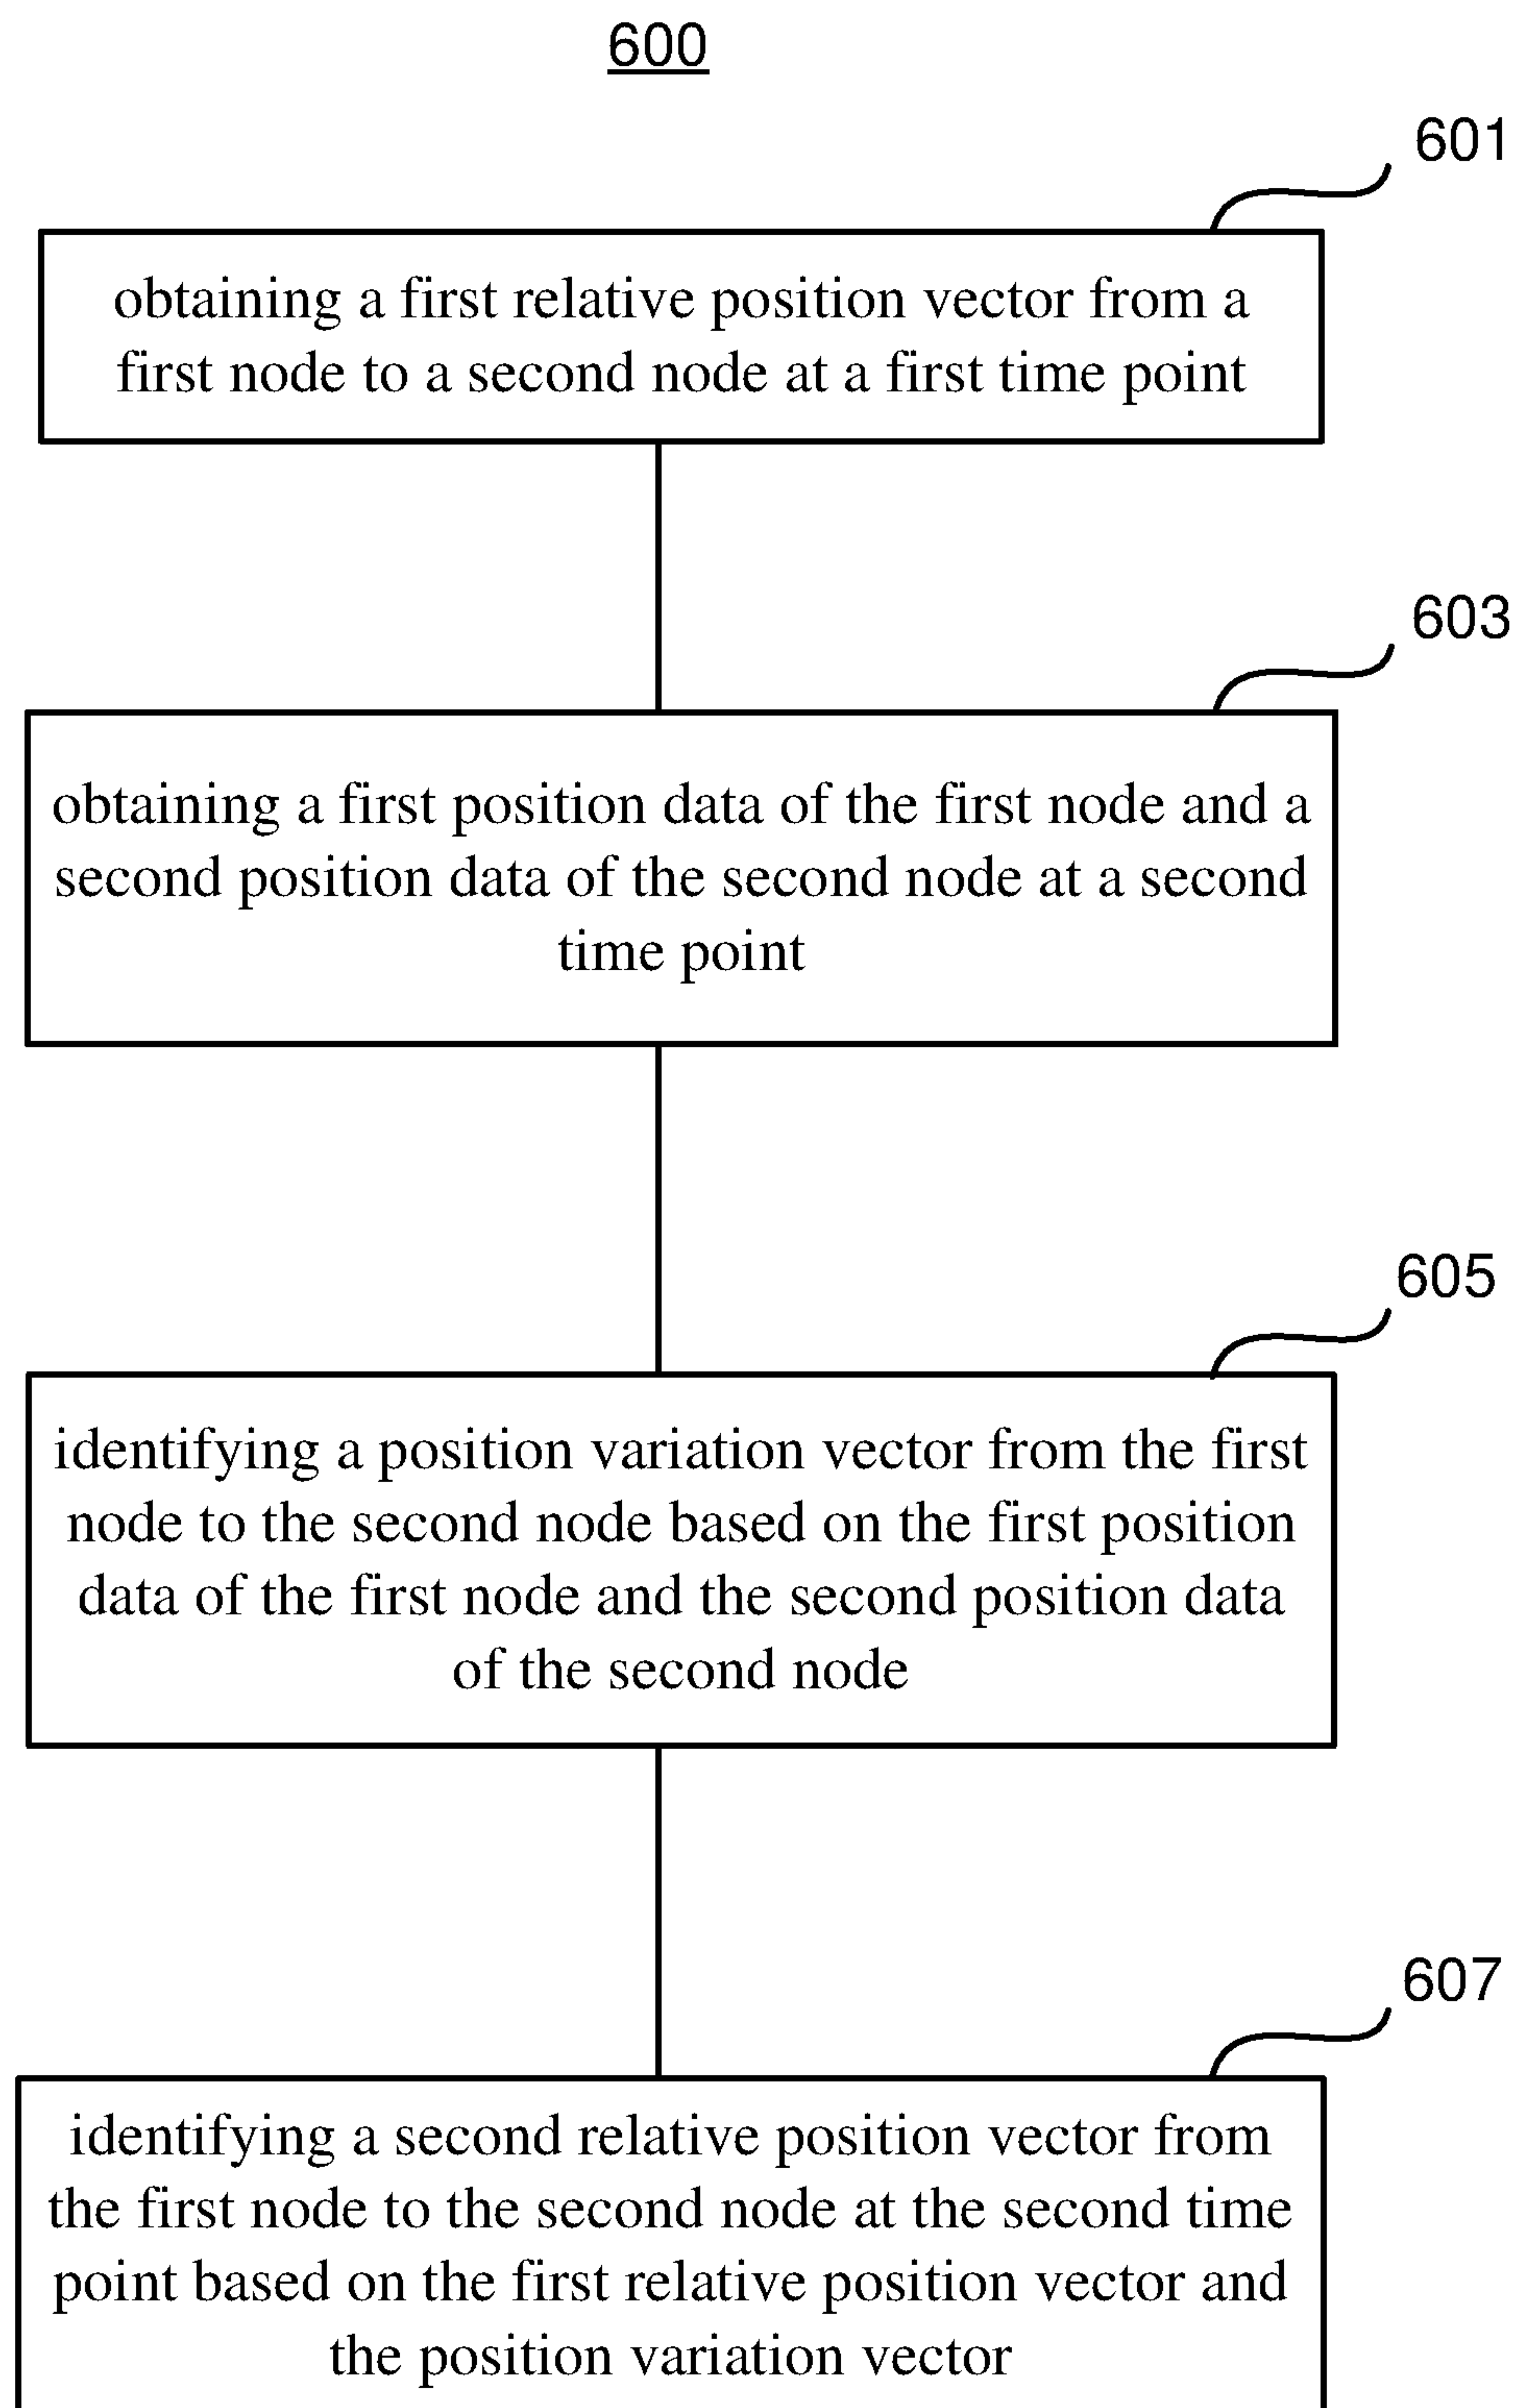 600
601
obtaining a first relative position vector from a
first node to a second node at a first time point
603
obtaining a first position data of the first node and a
second position data of the second node at a second
time point
605
identifying a position variation vector from the first
node to the second node based on the first position
data of the first node and the second position data
of the second node
607
identifying a second relative position vector from
the first node to the second node at the second time
point based on the first relative position vector and
the position variation vector